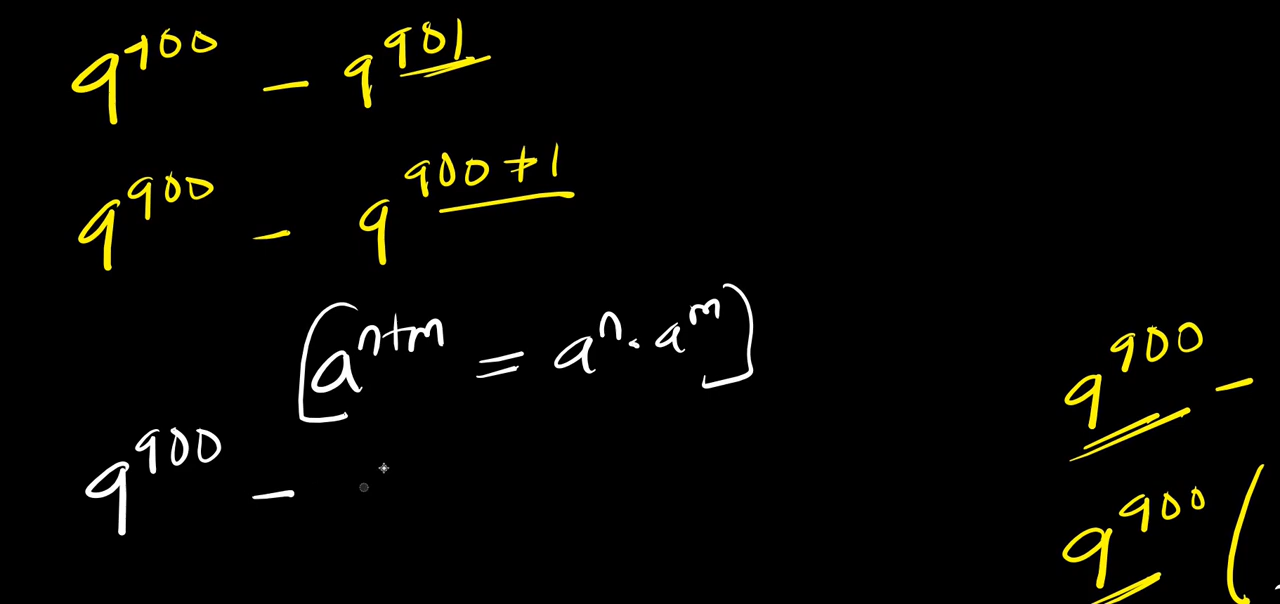 9^900 - 9^901
9^900 - 9^900+1
[a^n+m = a^n . a^m]
9^900 -
9^900 -
9^900 (